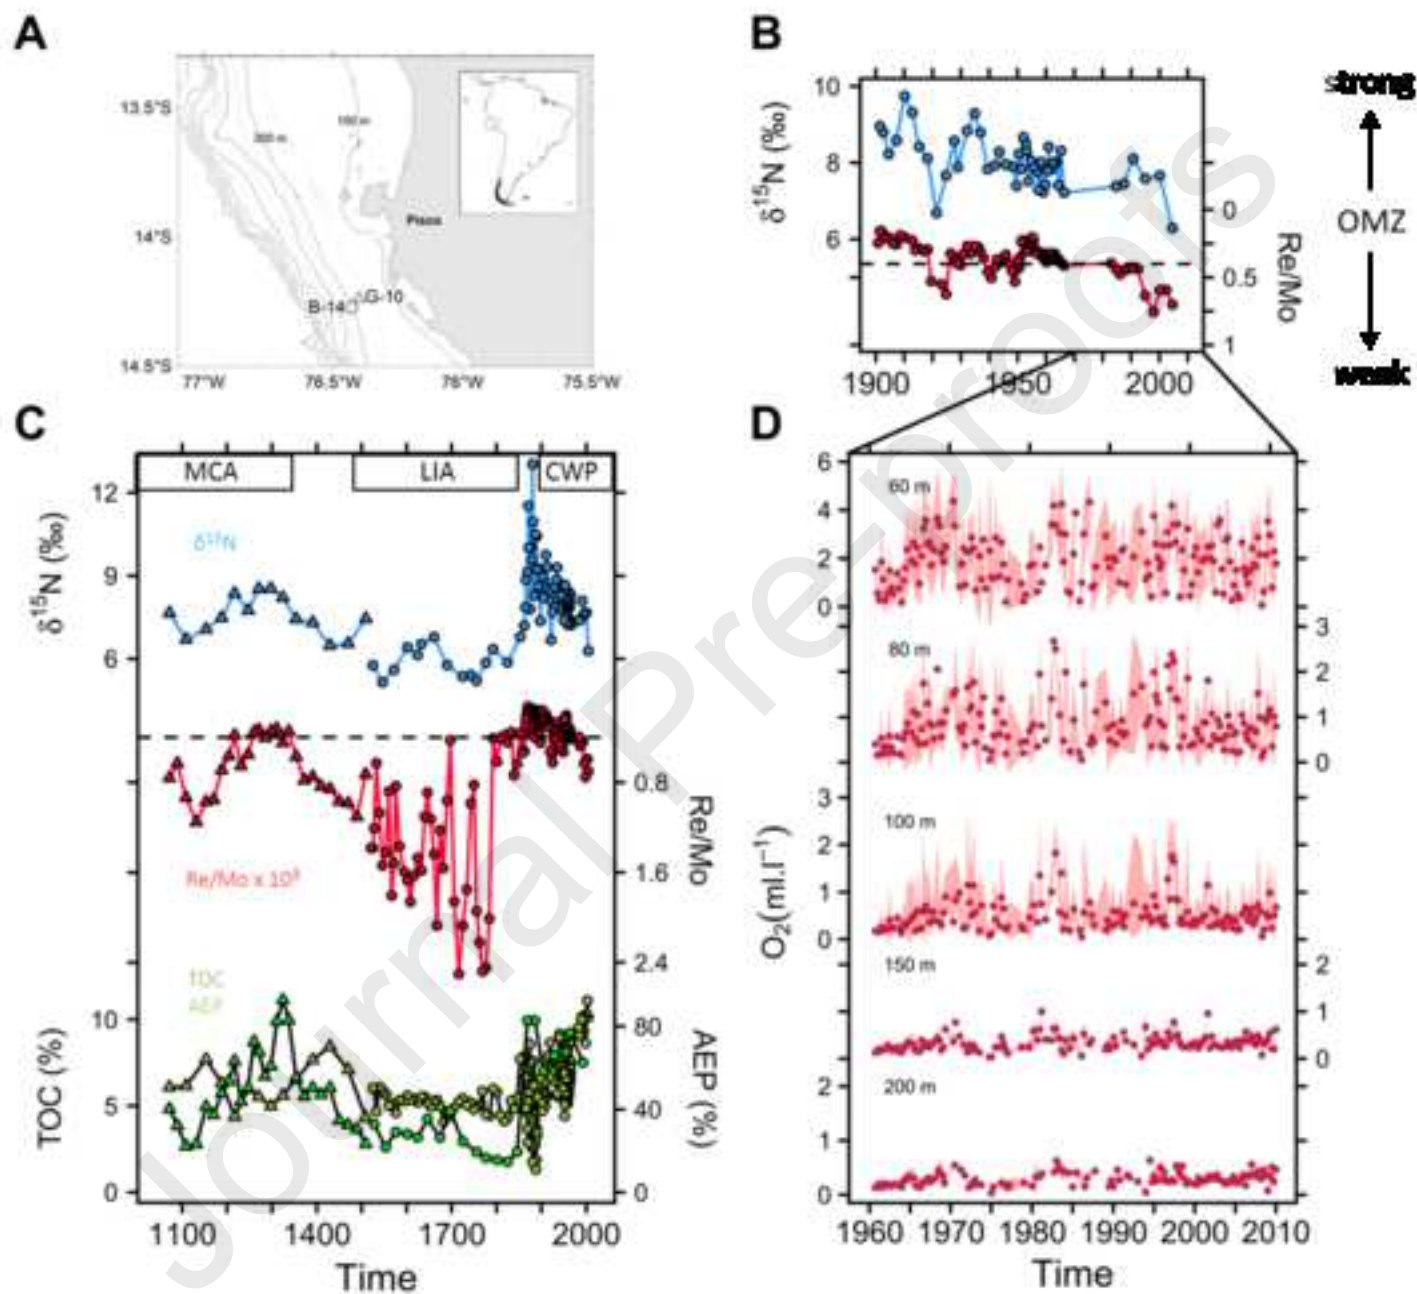 A
13.5°S
14°S
14.5°S
77°W
76.5°W
76°W
75.5°W
300 m
Pisco
B-14
G-10
B
δ¹⁵N (‰)
10
8
6
0
0.5
1
Re/Mo
1900
1950
2000
strong
OMZ
weak
C
MCA
LIA
CWP
δ¹⁵N (‰)
12
9
6
δ¹⁵N
0.8
1.6
2.4
Re/Mo
Re/Mo x 10³
TOC
AEP
TOC (%)
10
5
0
80
40
0
AEP (%)
1100
1400
1700
2000
Time
D
60 m
80 m
100 m
150 m
200 m
6
4
2
0
3
2
1
0
3
2
1
0
2
1
0
2
1
0
O₂(ml.l⁻¹)
1960
1970
1980
1990
2000
2010
Time
Journal Pre-proofs